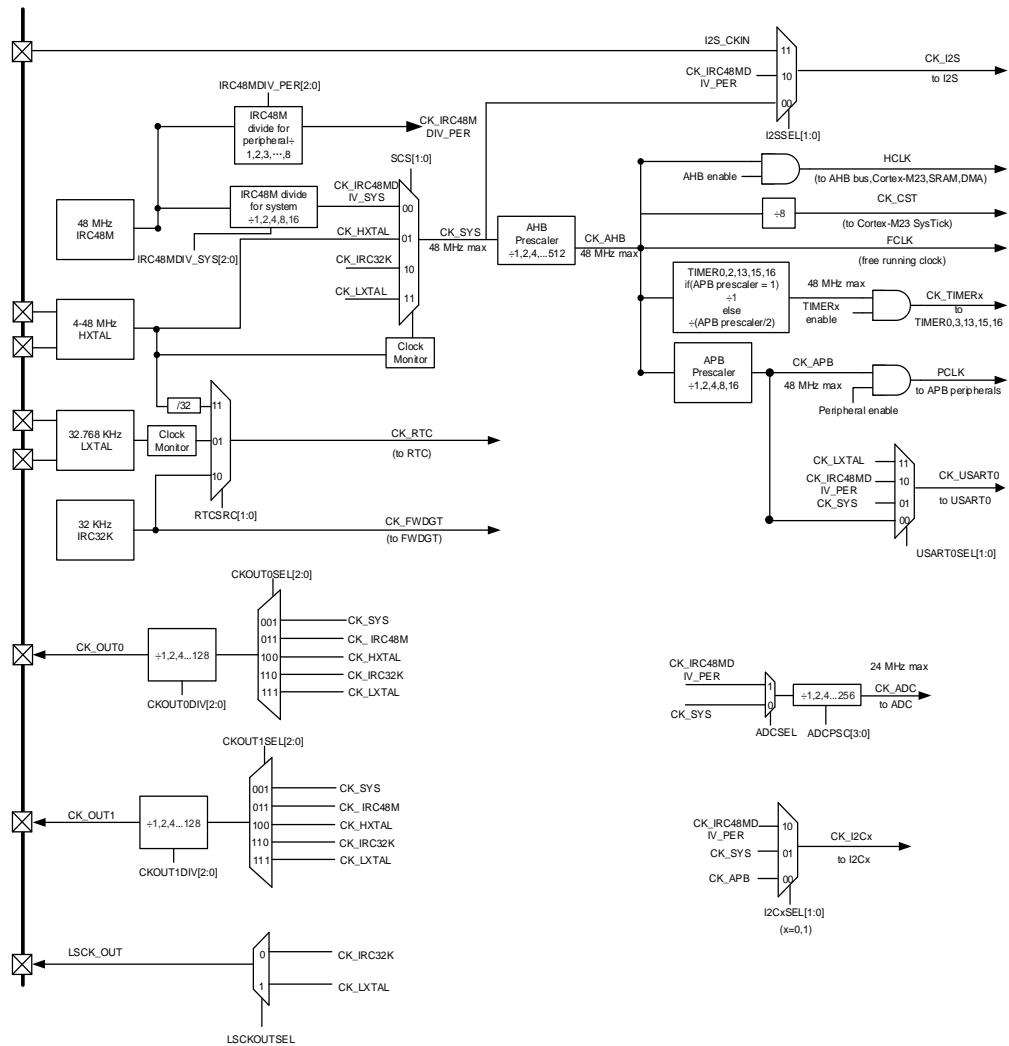 I2S_CKIN
11
CK_IRC48MD
IV_PER
10
00
I2SSEL[1:0]
CK_I2S
to I2S
IRC48MDIV_PER[2:0]
IRC48M
divide for
peripheral÷
1,2,3,…,8
CK_IRC48M
DIV_PER
SCS[1:0]
48 MHz
IRC48M
IRC48M divide
for system
÷1,2,4,8,16
IRC48MDIV_SYS[2:0]
CK_IRC48MD
IV_SYS
00
CK_HXTAL
01
CK_IRC32K
10
CK_LXTAL
11
CK_SYS
48 MHz max
AHB
Prescaler
÷1,2,4,...512
CK_AHB
48 MHz max
AHB enable
HCLK
(to AHB bus,Cortex-M23,SRAM,DMA)
÷8
CK_CST
(to Cortex-M23 SysTick)
FCLK
(free running clock)
TIMER0,2,13,15,16
if(APB prescaler = 1)
÷1
else
÷(APB prescaler/2)
48 MHz max
TIMERx
enable
CK_TIMERx
to
TIMER0,3,13,15,16
APB
Prescaler
÷1,2,4,8,16
CK_APB
48 MHz max
Peripheral enable
PCLK
to APB peripherals
4-48 MHz
HXTAL
Clock
Monitor
/32
11
32.768 KHz
LXTAL
Clock
Monitor
01
10
RTCSRC[1:0]
CK_RTC
(to RTC)
32 KHz
IRC32K
CK_FWDGT
(to FWDGT)
CK_LXTAL
11
CK_IRC48MD
IV_PER
10
CK_SYS
01
00
USART0SEL[1:0]
CK_USART0
to USART0
CKOUT0SEL[2:0]
CK_OUT0
÷1,2,4...128
CKOUT0DIV[2:0]
001
CK_SYS
011
CK_ IRC48M
100
CK_HXTAL
110
CK_IRC32K
111
CK_LXTAL
CK_IRC48MD
IV_PER
1
CK_SYS
0
ADCSEL
÷1,2,4...256
ADCPSC[3:0]
24 MHz max
CK_ADC
to ADC
CKOUT1SEL[2:0]
CK_OUT1
÷1,2,4...128
CKOUT1DIV[2:0]
001
CK_SYS
011
CK_ IRC48M
100
CK_HXTAL
110
CK_IRC32K
111
CK_LXTAL
CK_IRC48MD
IV_PER
10
CK_SYS
01
CK_APB
00
I2CxSEL[1:0]
(x=0,1)
CK_I2Cx
to I2Cx
LSCK_OUT
0
CK_IRC32K
1
CK_LXTAL
LSCKOUTSEL